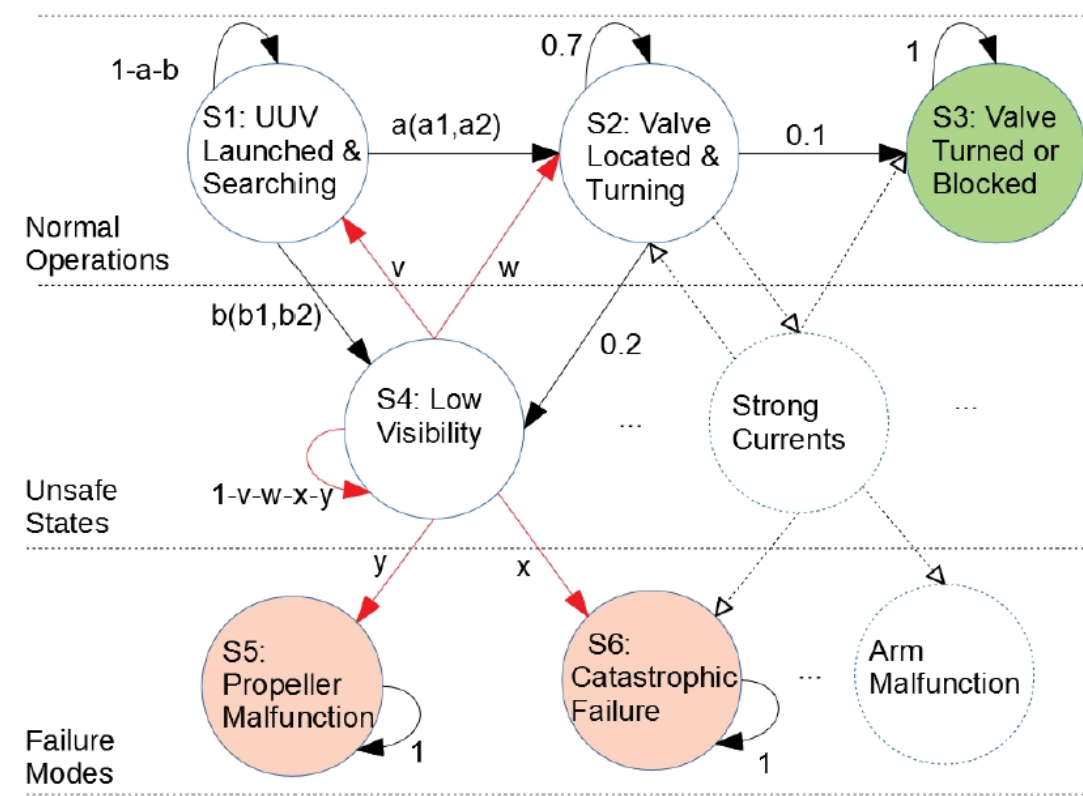 1-a-b
0.7
1
S1: UUV
Launched &
Searching
a(a1,a2)
S2: Valve
Located &
Turning
0.1
S3: Valve
Turned or
Blocked
Normal
Operations
v
w
b(b1,b2)
0.2
S4: Low
Visibility
...
Strong
Currents
...
Unsafe
States
1-v-w-x-y
y
x
S5:
Propeller
Malfunction
1
S6:
Catastrophic
Failure
1
...
Arm
Malfunction
Failure
Modes